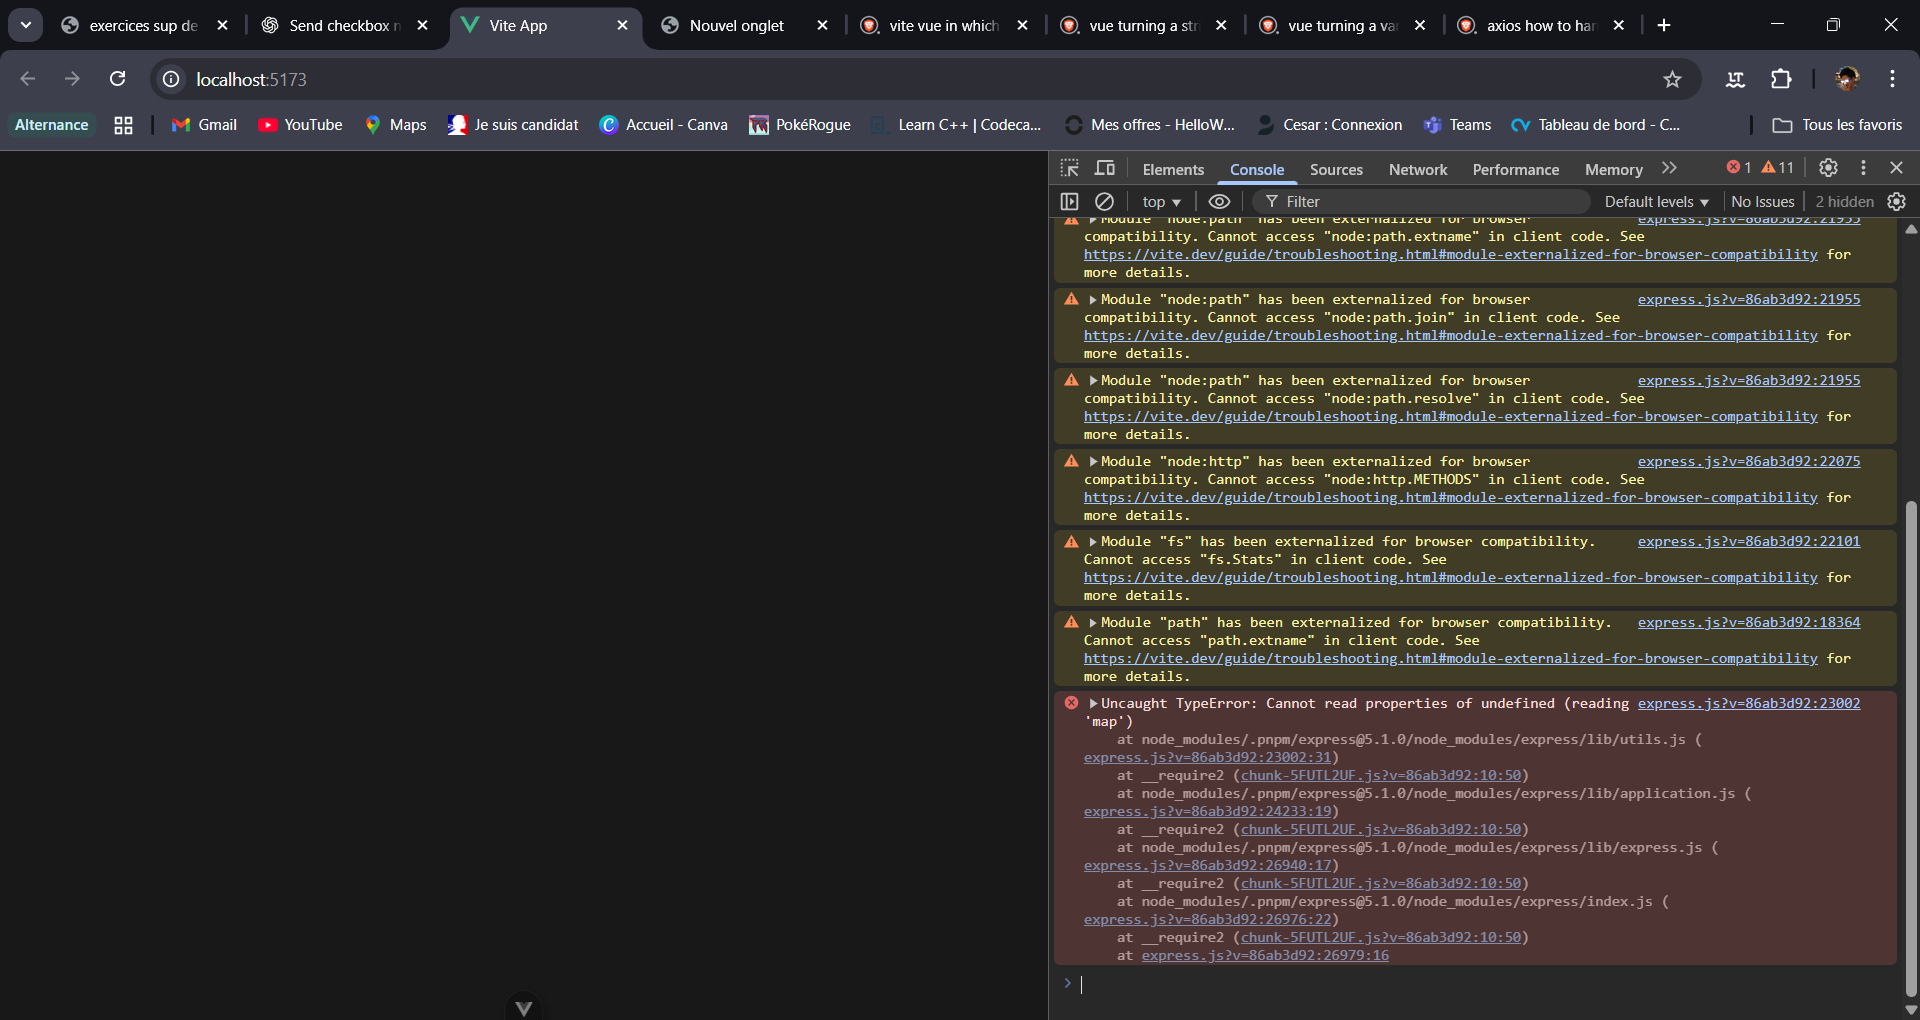 exercices sup de
Send checkbox n
Vite App
Nouvel onglet
vite vue in which
vue turning a str
vue turning a va
axios how to han
localhost:5173
Alternance
Gmail
YouTube
Maps
Je suis candidat
Accueil - Canva
PokéRogue
Learn C++ | Codeca...
Mes offres - HelloW...
Cesar : Connexion
Teams
Tableau de bord - C...
Tous les favoris
Elements Console Sources Network Performance Memory 1 11
top Filter Default levels No Issues 2 hidden
Module "node:path" has been externalized for browser express.js?v=86ab3d92:21955
compatibility. Cannot access "node:path.extname" in client code. See
https://vite.dev/guide/troubleshooting.html#module-externalized-for-browser-compatibility for
more details.
Module "node:path" has been externalized for browser express.js?v=86ab3d92:21955
compatibility. Cannot access "node:path.join" in client code. See
https://vite.dev/guide/troubleshooting.html#module-externalized-for-browser-compatibility for
more details.
Module "node:path" has been externalized for browser express.js?v=86ab3d92:21955
compatibility. Cannot access "node:path.resolve" in client code. See
https://vite.dev/guide/troubleshooting.html#module-externalized-for-browser-compatibility for
more details.
Module "node:http" has been externalized for browser express.js?v=86ab3d92:22075
compatibility. Cannot access "node:http.METHODS" in client code. See
https://vite.dev/guide/troubleshooting.html#module-externalized-for-browser-compatibility for
more details.
Module "fs" has been externalized for browser compatibility. express.js?v=86ab3d92:22101
Cannot access "fs.Stats" in client code. See
https://vite.dev/guide/troubleshooting.html#module-externalized-for-browser-compatibility for
more details.
Module "path" has been externalized for browser compatibility. express.js?v=86ab3d92:18364
Cannot access "path.extname" in client code. See
https://vite.dev/guide/troubleshooting.html#module-externalized-for-browser-compatibility for
more details.
Uncaught TypeError: Cannot read properties of undefined (reading express.js?v=86ab3d92:23002
'map')
at node_modules/.pnpm/express@5.1.0/node_modules/express/lib/utils.js (
express.js?v=86ab3d92:23002:31)
at __require2 (chunk-5FUTL2UF.js?v=86ab3d92:10:50)
at node_modules/.pnpm/express@5.1.0/node_modules/express/lib/application.js (
express.js?v=86ab3d92:24233:19)
at __require2 (chunk-5FUTL2UF.js?v=86ab3d92:10:50)
at node_modules/.pnpm/express@5.1.0/node_modules/express/lib/express.js (
express.js?v=86ab3d92:26940:17)
at __require2 (chunk-5FUTL2UF.js?v=86ab3d92:10:50)
at node_modules/.pnpm/express@5.1.0/node_modules/express/index.js (
express.js?v=86ab3d92:26976:22)
at __require2 (chunk-5FUTL2UF.js?v=86ab3d92:10:50)
at express.js?v=86ab3d92:26979:16